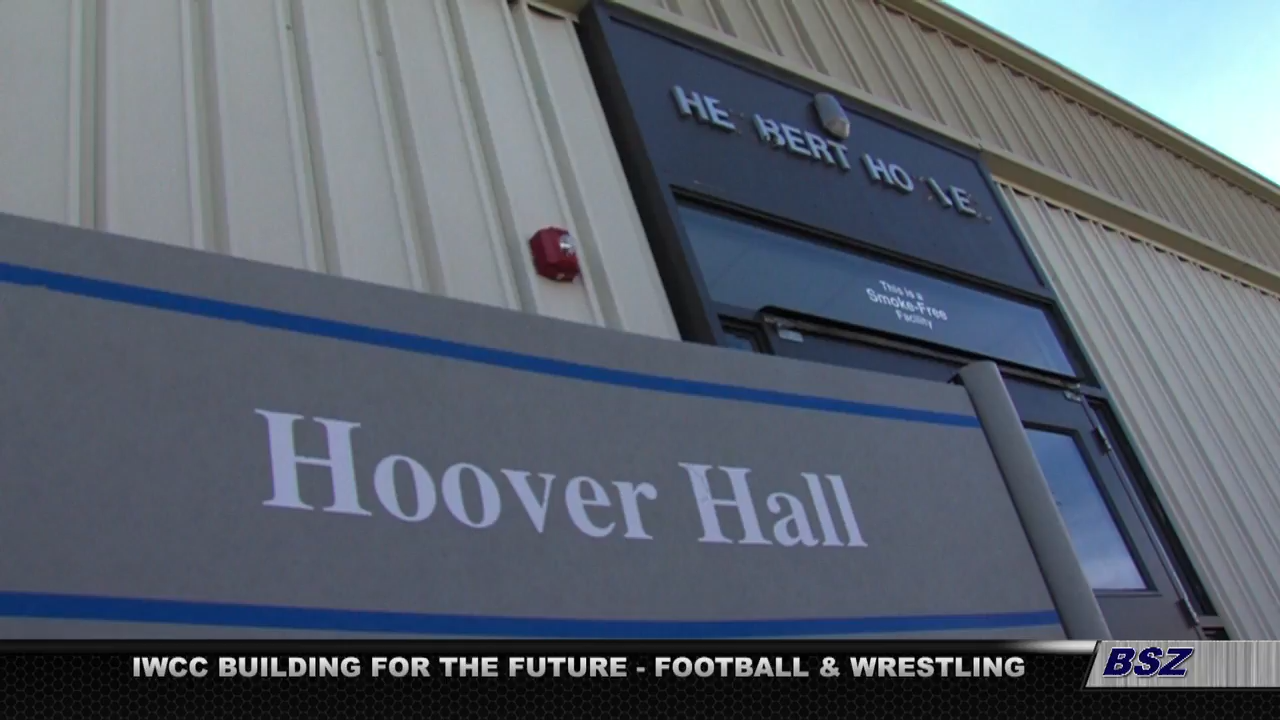 HE BERT HO VE
This is a
Smoke-Free
Facility
Hoover Hall
IWCC BUILDING FOR THE FUTURE - FOOTBALL & WRESTLING
BSZ